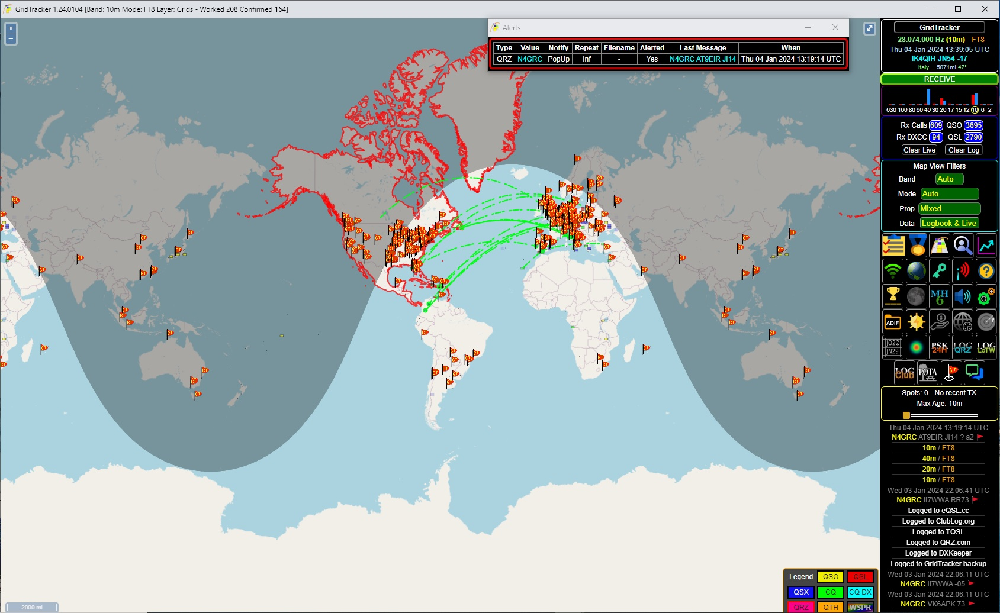 GridTracker 1.24.0104 [Band: 10m Mode: FT8 Layer: Grids - Worked 208 Confirmed 164]
+
−
Alerts
Type Value Notify Repeat Filename Alerted Last Message When
QRZ N4GRC PopUp Inf - Yes N4GRC AT9EIR JI14 Thu 04 Jan 2024 13:19:14 UTC
GridTracker
28.074.000 Hz (10m) FT8
Thu 04 Jan 2024 13:39:05 UTC
IK4QIH JN54 -17
Italy 5071mi 47°
RECEIVE
630 160 80 60 40 30 20 17 15 12 10 6 2
Rx Calls 609 QSO 3695
Rx DXCC 94 QSL 2790
Clear Live Clear Log
Map View Filters
Band Auto
Mode Auto
Prop Mixed
Data Logbook & Live
?
MH
6
ADIF
$
JO20
JN29
PSK
24H
LOG
QRZ
LOG
LoTW
LOG
Club
POTA
GT
Spots: 0 No recent TX
Max Age: 10m
Thu 04 Jan 2024 13:19:14 UTC
N4GRC AT9EIR JI14 ? a2
10m / FT8
40m / FT8
20m / FT8
10m / FT8
Wed 03 Jan 2024 22:06:41 UTC
N4GRC II7WWA RR73
Logged to eQSL.cc
Logged to ClubLog.org
Logged to TQSL
Logged to QRZ.com
Logged to DXKeeper
Logged to GridTracker backup
Wed 03 Jan 2024 22:06:11 UTC
N4GRC II7WWA -05
Wed 03 Jan 2024 22:06:11 UTC
N4GRC VK6APK 73
Legend QSO QSL
QSX CQ CQ DX
QRZ QTH WSPR
2000 mi